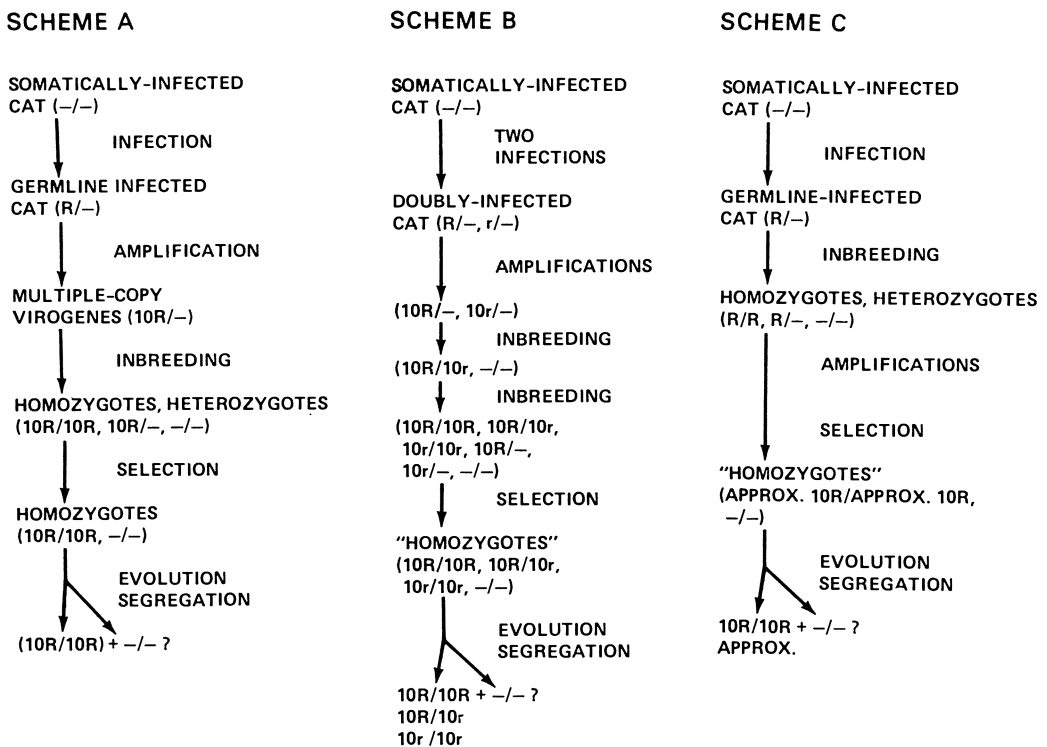 SCHEME A
SOMATICALLY-INFECTED
CAT (—/—)
INFECTION
GERMLINE INFECTED
CAT (R/—)
AMPLIFICATION
MULTIPLE-COPY
VIROGENES (10R/—)
INBREEDING
HOMOZYGOTES, HETEROZYGOTES
(10R/10R, 10R/—, —/—)
SELECTION
HOMOZYGOTES
(10R/10R, —/—)
EVOLUTION
SEGREGATION
(10R/10R) + —/— ?
SCHEME B
SOMATICALLY-INFECTED
CAT (—/—)
TWO
INFECTIONS
DOUBLY-INFECTED
CAT (R/—, r/—)
AMPLIFICATIONS
(10R/—, 10r/—)
INBREEDING
(10R/10r, —/—)
INBREEDING
(10R/10R, 10R/10r,
10r/10r, 10R/—,
10r/—, —/—)
SELECTION
"HOMOZYGOTES"
(10R/10R, 10R/10r,
10r/10r, —/—)
EVOLUTION
SEGREGATION
10R/10R + —/— ?
10R/10r
10r /10r
SCHEME C
SOMATICALLY-INFECTED
CAT (—/—)
INFECTION
GERMLINE-INFECTED
CAT (R/—)
INBREEDING
HOMOZYGOTES, HETEROZYGOTES
(R/R, R/—, —/—)
AMPLIFICATIONS
SELECTION
"HOMOZYGOTES"
(APPROX. 10R/APPROX. 10R,
—/—)
EVOLUTION
SEGREGATION
10R/10R + —/— ?
APPROX.